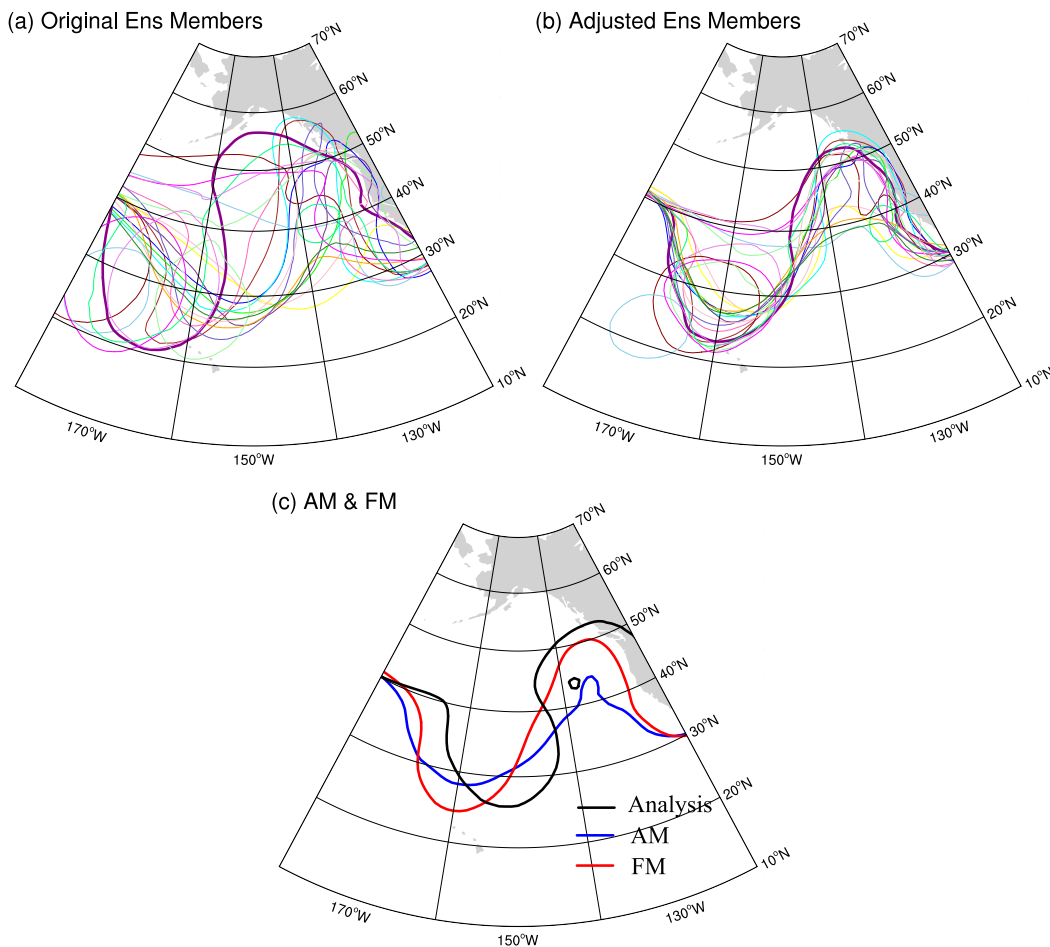 (a) Original Ens Members
70°N
60°N
50°N
40°N
30°N
20°N
10°N
170°W
150°W
130°W
(b) Adjusted Ens Members
70°N
60°N
50°N
40°N
30°N
20°N
10°N
170°W
150°W
130°W
(c) AM & FM
70°N
60°N
50°N
40°N
30°N
20°N
10°N
170°W
150°W
130°W
Analysis
AM
FM